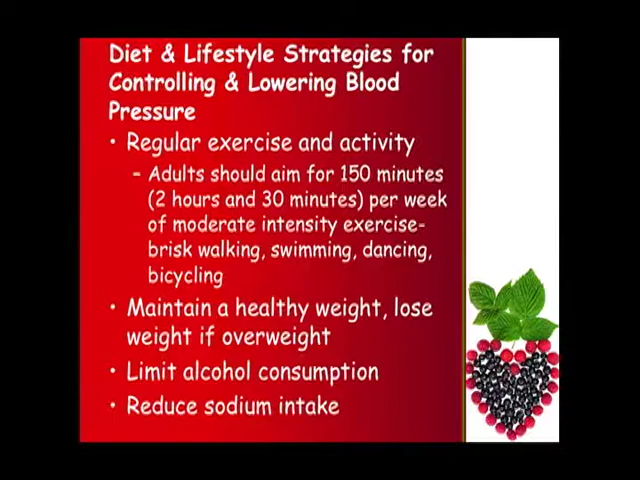 Diet & Lifestyle Strategies for
Controlling & Lowering Blood
Pressure
• Regular exercise and activity
– Adults should aim for 150 minutes
(2 hours and 30 minutes) per week
of moderate intensity exercise-
brisk walking, swimming, dancing,
bicycling
• Maintain a healthy weight, lose
weight if overweight
• Limit alcohol consumption
• Reduce sodium intake